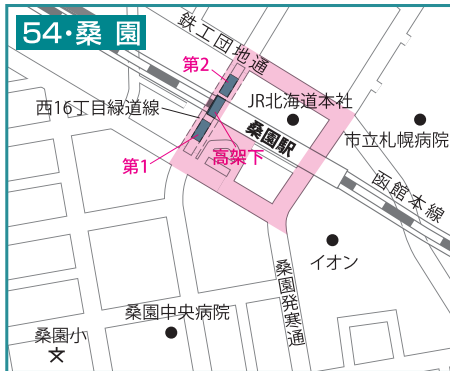 54・桑園
鉄工団地通
第2
JR北海道本社
西16丁目緑道線
桑園駅
市立札幌病院
高架下
第1
函館本線
イオン
桑園発寒通
桑園中央病院
桑園小